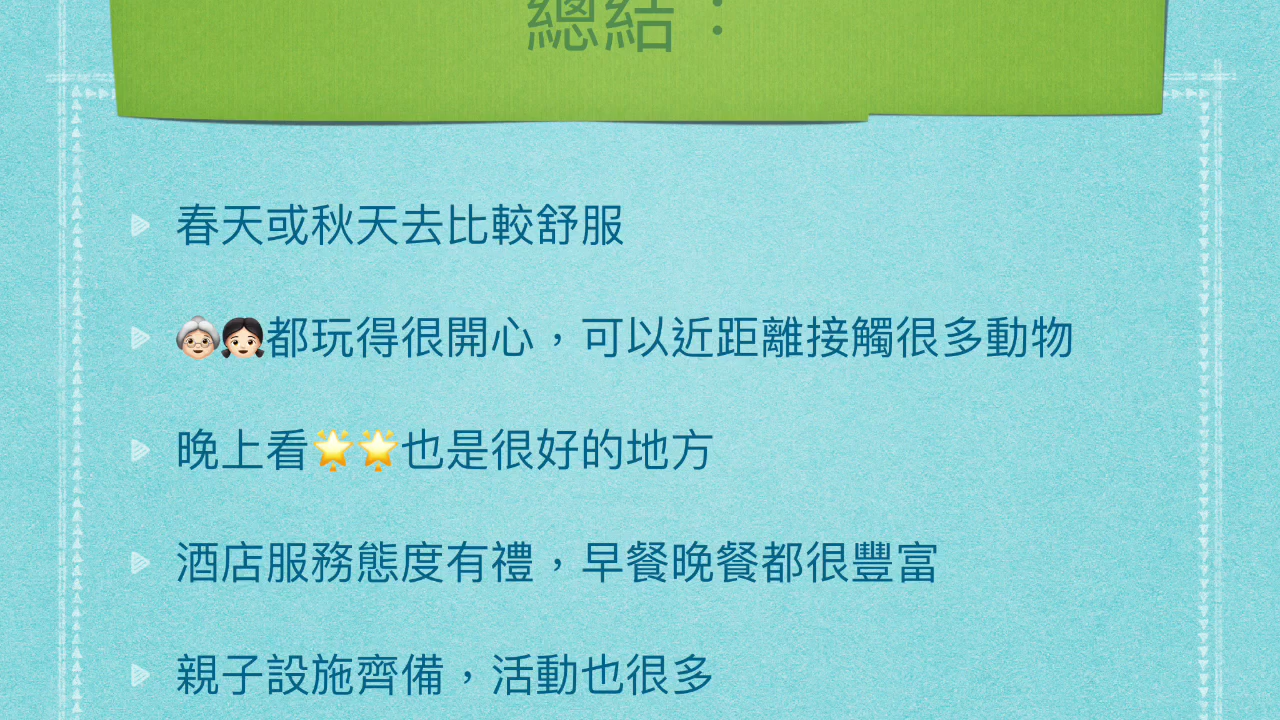 總結：
春天或秋天去比較舒服
👵🏻👧🏻都玩得很開心，可以近距離接觸很多動物
晚上看🌟🌟也是很好的地方
酒店服務態度有禮，早餐晚餐都很豐富
親子設施齊備，活動也很多